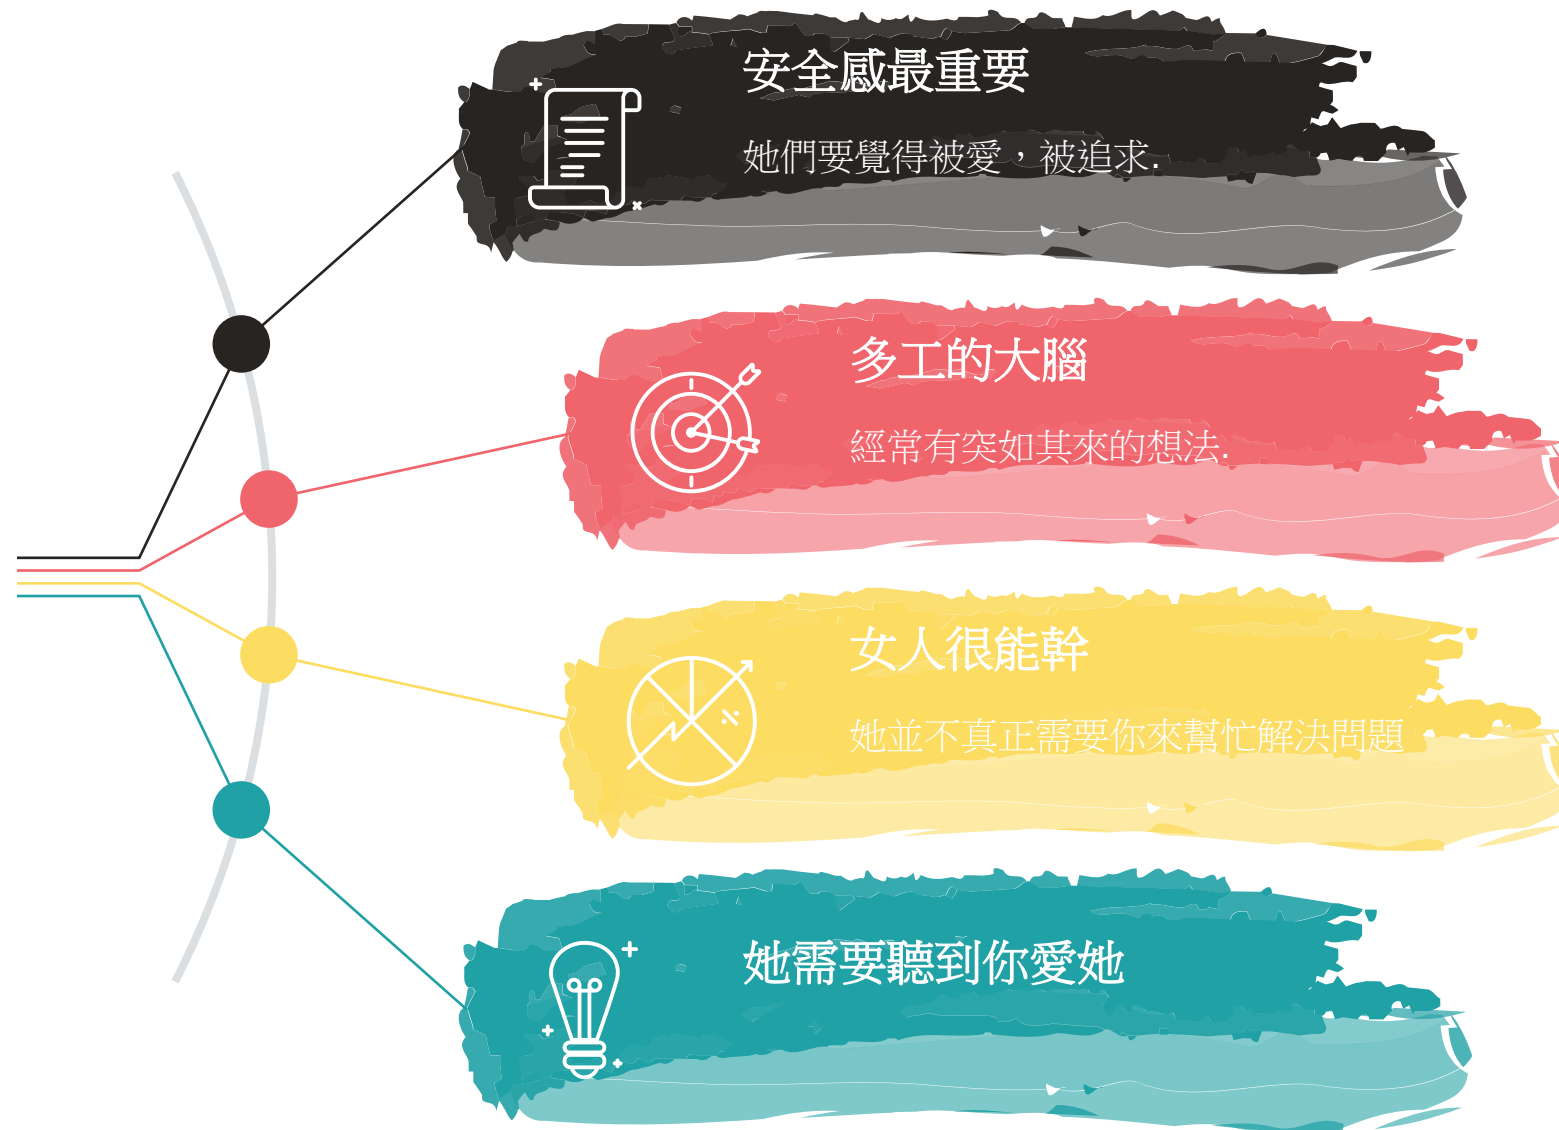 安全感最重要
她們要覺得被愛，被追求.
多工的大腦
經常有突如其來的想法.
女人很能幹
她並不真正需要你來幫忙解決問題
她需要聽到你愛她